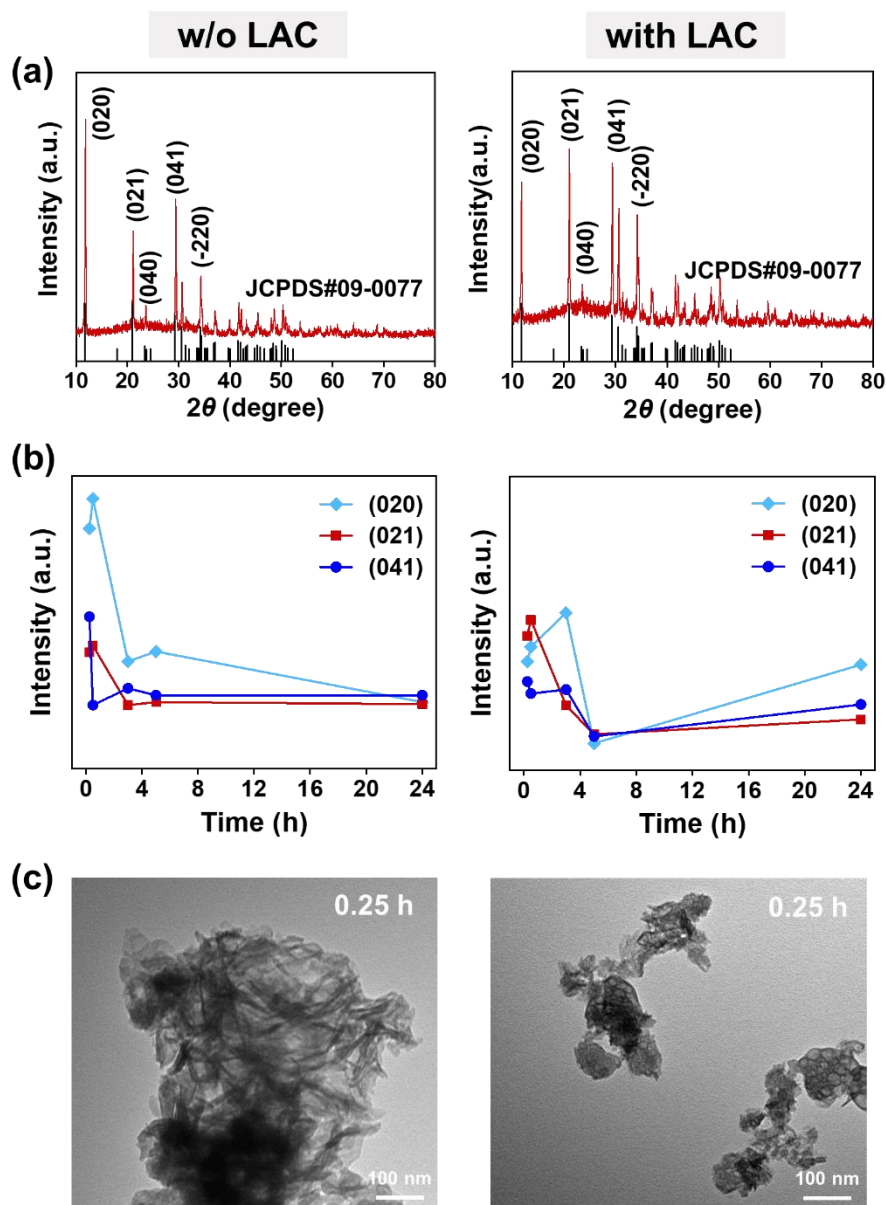 w/o LAC
with LAC
(a)
Intensity (a.u.)
(020)
(021)
(040)
(041)
(-220)
JCPDS#09-0077
10 20 30 40 50 60 70 80
2θ (degree)
Intensity(a.u.)
(020)
(021)
(040)
(041)
(-220)
JCPDS#09-0077
10 20 30 40 50 60 70 80
2θ (degree)
(b)
Intensity (a.u.)
(020)
(021)
(041)
0 4 8 12 16 20 24
Time (h)
Intensity (a.u.)
(020)
(021)
(041)
0 4 8 12 16 20 24
Time (h)
(c)
0.25 h
100 nm
0.25 h
100 nm